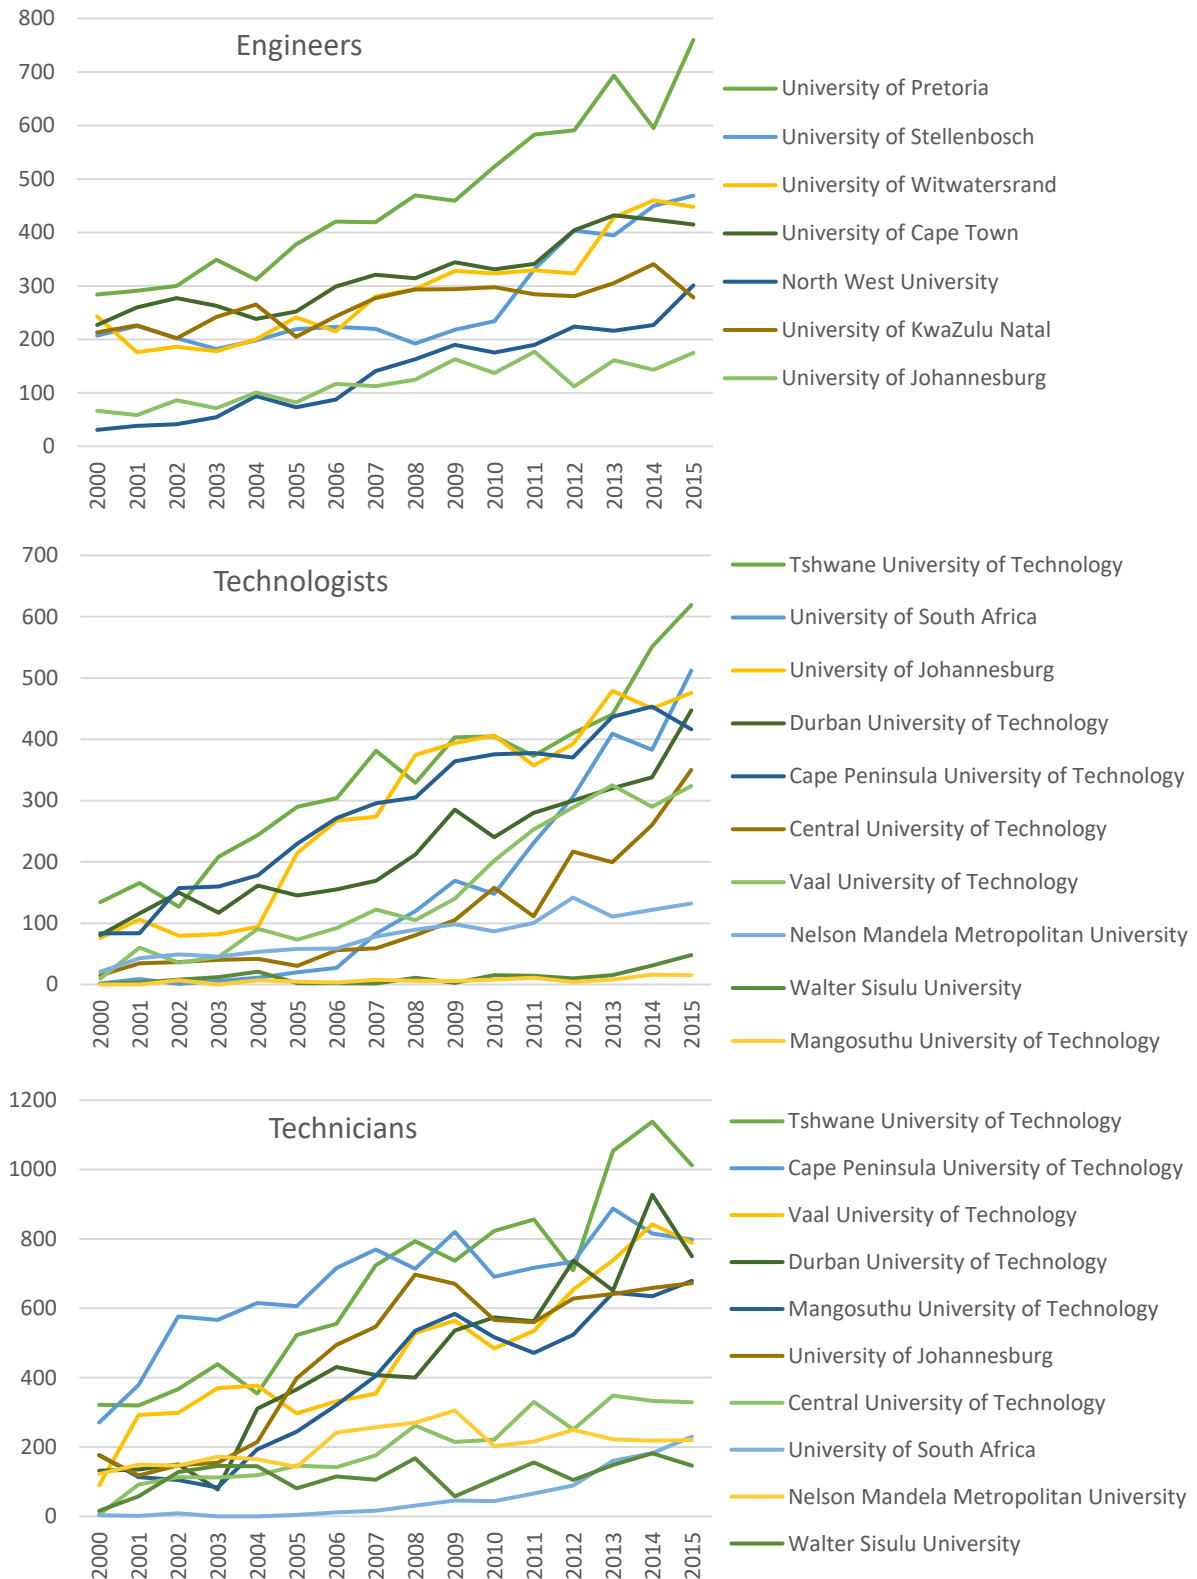 Engineers
800
700
600
500
400
300
200
100
0
2000
2001
2002
2003
2004
2005
2006
2007
2008
2009
2010
2011
2012
2013
2014
2015
University of Pretoria
University of Stellenbosch
University of Witwatersrand
University of Cape Town
North West University
University of KwaZulu Natal
University of Johannesburg
Technologists
700
600
500
400
300
200
100
0
2000
2001
2002
2003
2004
2005
2006
2007
2008
2009
2010
2011
2012
2013
2014
2015
Tshwane University of Technology
University of South Africa
University of Johannesburg
Durban University of Technology
Cape Peninsula University of Technology
Central University of Technology
Vaal University of Technology
Nelson Mandela Metropolitan University
Walter Sisulu University
Mangosuthu University of Technology
Technicians
1200
1000
800
600
400
200
0
2000
2001
2002
2003
2004
2005
2006
2007
2008
2009
2010
2011
2012
2013
2014
2015
Tshwane University of Technology
Cape Peninsula University of Technology
Vaal University of Technology
Durban University of Technology
Mangosuthu University of Technology
University of Johannesburg
Central University of Technology
University of South Africa
Nelson Mandela Metropolitan University
Walter Sisulu University